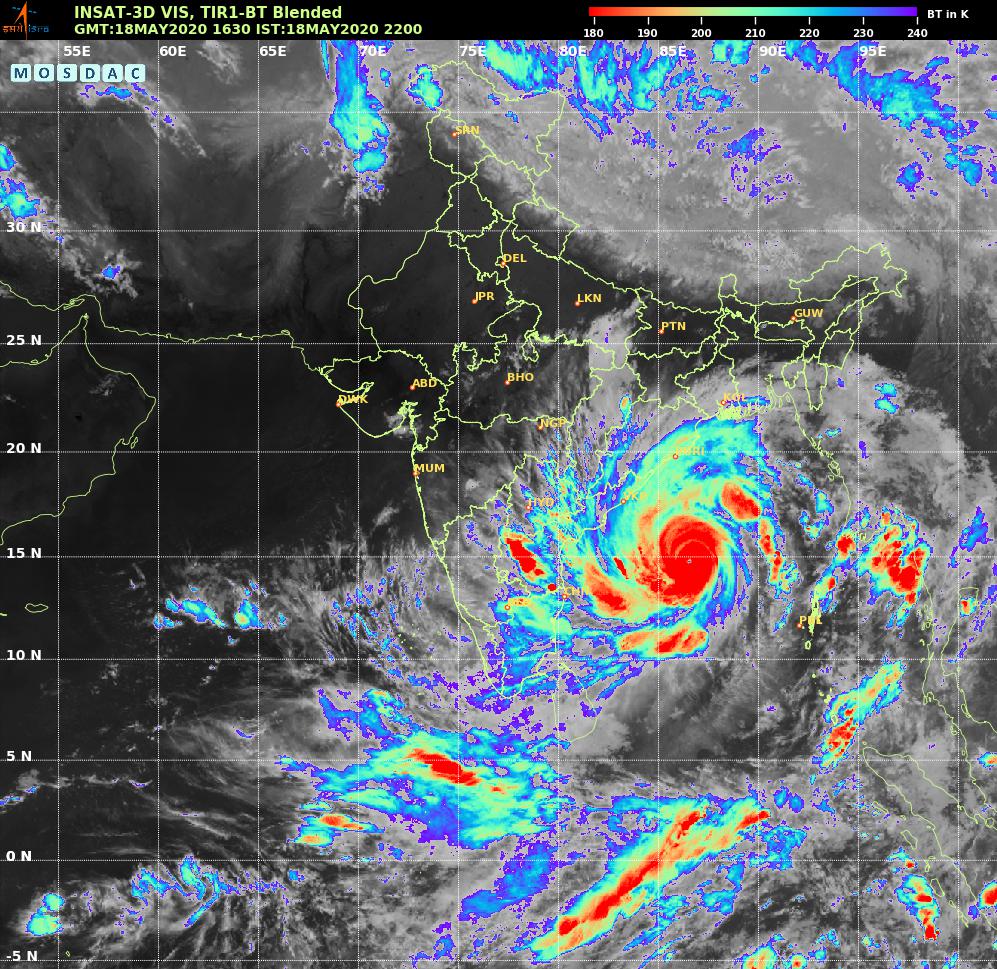 INSAT-3D VIS, TIR1-BT Blended
GMT:18MAY2020 1630 IST:18MAY2020 2200
180 190 200 210 220 230 240 BT in K
55E 60E 65E 70E 75E 80E 85E 90E 95E
MOSDAC
SRN
30 N
DEL
JPR
LKN
GUW
PTN
25 N
BHO
ABD
DWK
NGP
20 N
MUM
HYD
15 N
PBL
10 N
5 N
0 N
-5 N